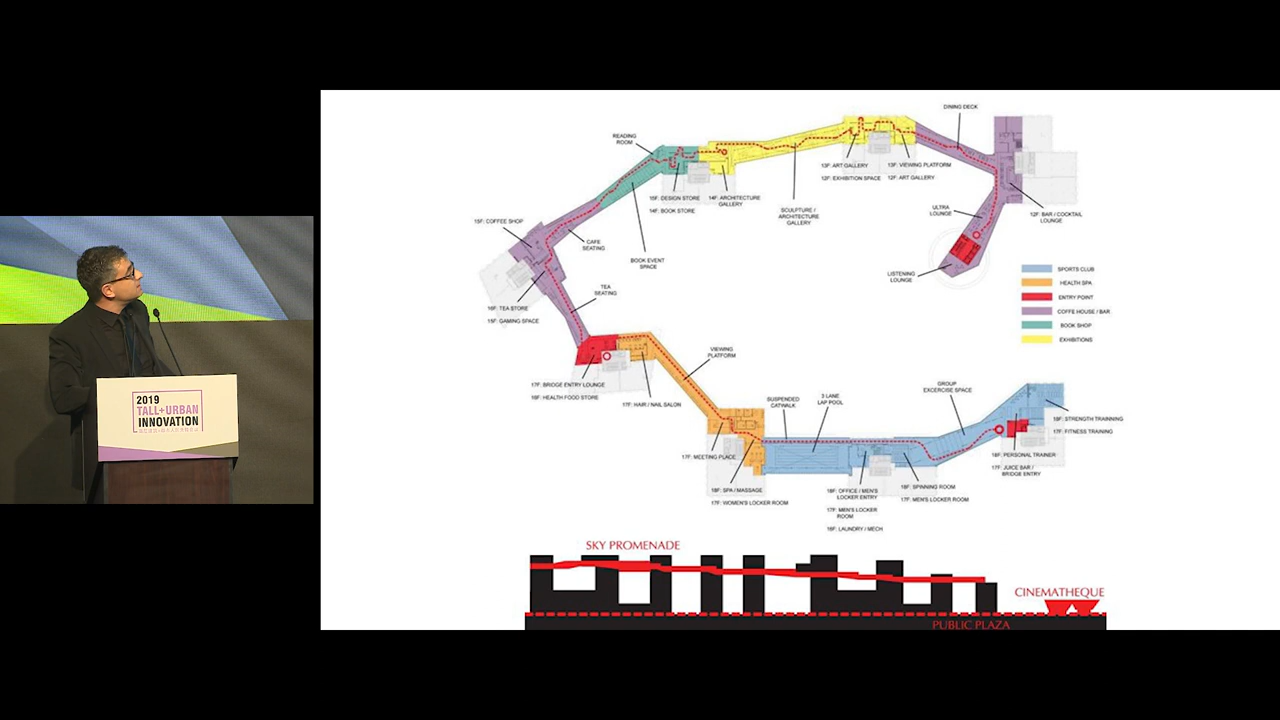 2019
TALL+URBAN
INNOVATION
DINING DECK
READING
ROOM
13F: ART GALLERY
12F: EXHIBITION SPACE
13F: VIEWING PLATFORM
12F: ART GALLERY
15F: DESIGN STORE
14F: BOOK STORE
14F: ARCHITECTURE
GALLERY
SCULPTURE /
ARCHITECTURE
GALLERY
ULTRA
LOUNGE
12F: BAR / COCKTAIL
LOUNGE
15F: COFFEE SHOP
CAFE
SEATING
BOOK EVENT
SPACE
LISTENING
LOUNGE
TEA
SEATING
16F: TEA STORE
15F: GAMING SPACE
SPORTS CLUB
HEALTH SPA
ENTRY POINT
COFFE HOUSE / BAR
BOOK SHOP
EXHIBITIONS
VIEWING
PLATFORM
17F: BRIDGE ENTRY LOUNGE
16F: HEALTH FOOD STORE
17F: HAIR / NAIL SALON
SUSPENDED
CATWALK
3 LANE
LAP POOL
GROUP
EXCERCISE SPACE
18F: STRENGTH TRAINNING
17F: FITNESS TRAINING
17F: MEETING PLACE
18F: PERSONAL TRAINER
17F: JUICE BAR /
BRIDGE ENTRY
18F: SPA / MASSAGE
17F: WOMEN'S LOCKER ROOM
18F: OFFICE / MEN'S
LOCKER ENTRY
17F: MEN'S LOCKER
ROOM
16F: LAUNDRY / MECH
18F: SPINNING ROOM
17F: MEN'S LOCKER ROOM
SKY PROMENADE
CINEMATHEQUE
PUBLIC PLAZA